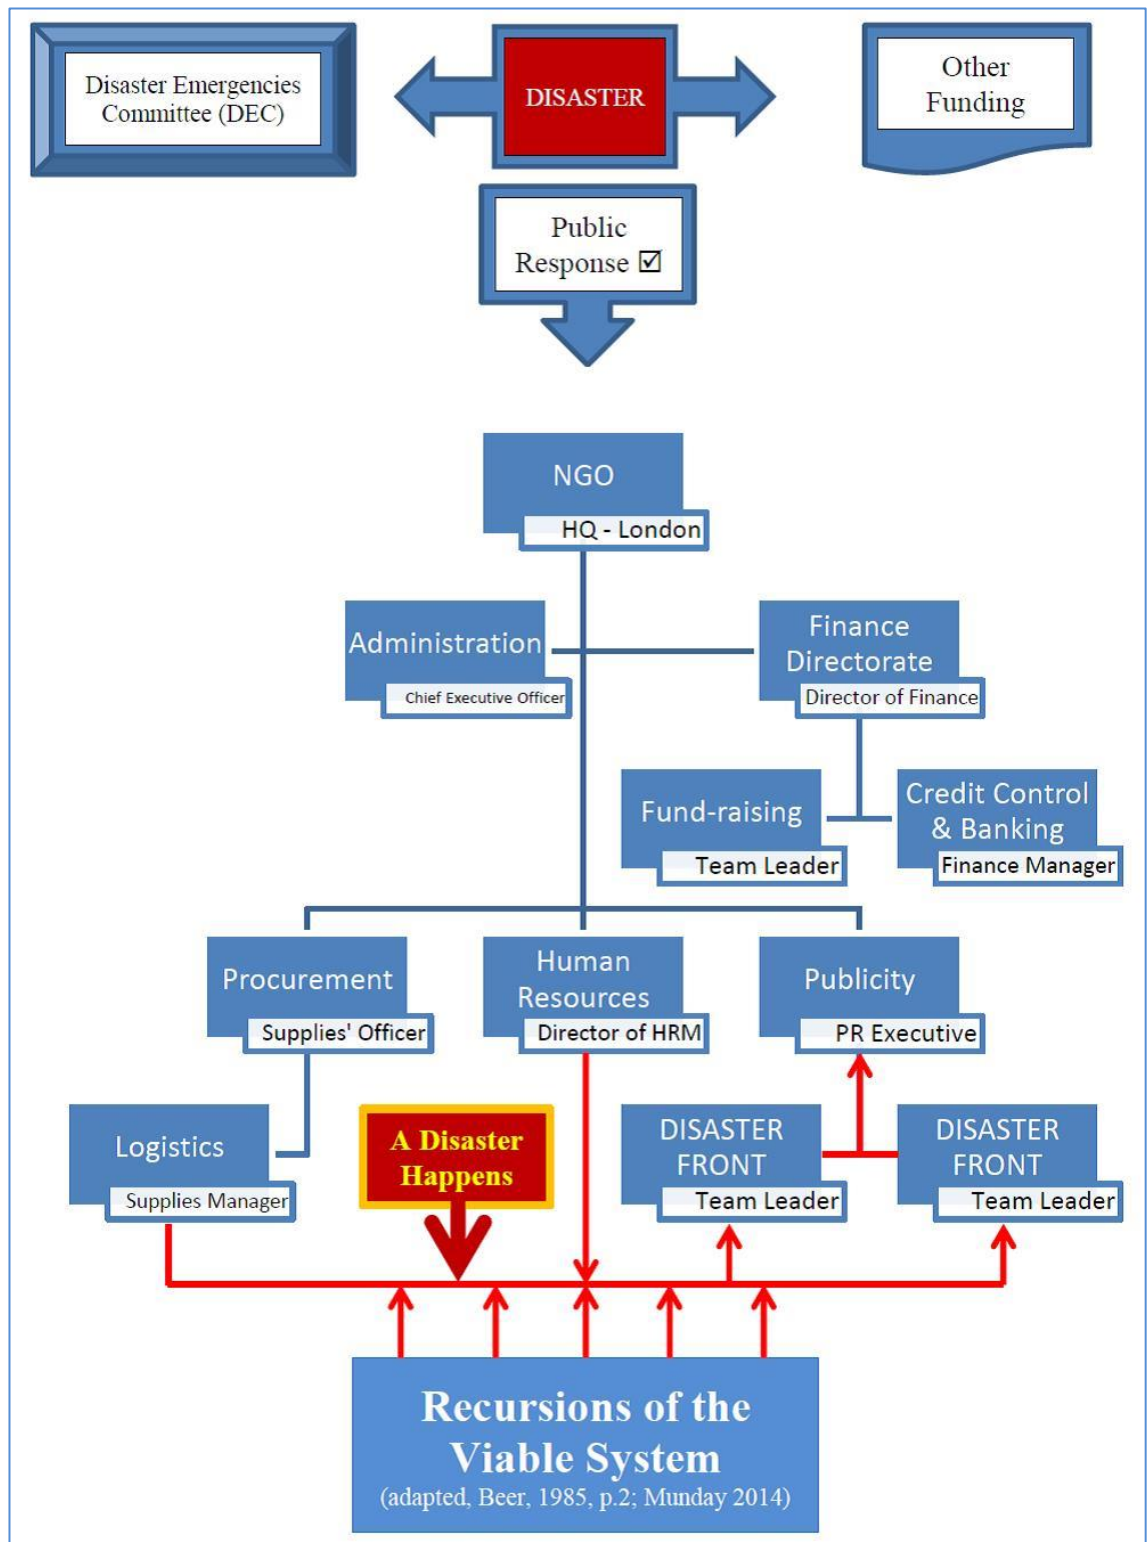 Disaster Emergencies
Committee (DEC)
DISASTER
Other
Funding
Public
Response ☑
NGO
HQ - London
Administration
Chief Executive Officer
Finance
Directorate
Director of Finance
Fund-raising
Team Leader
Credit Control
& Banking
Finance Manager
Procurement
Supplies' Officer
Human
Resources
Director of HRM
Publicity
PR Executive
Logistics
Supplies Manager
A Disaster
Happens
DISASTER
FRONT
Team Leader
DISASTER
FRONT
Team Leader
Recursions of the
Viable System
(adapted, Beer, 1985, p.2; Munday 2014)